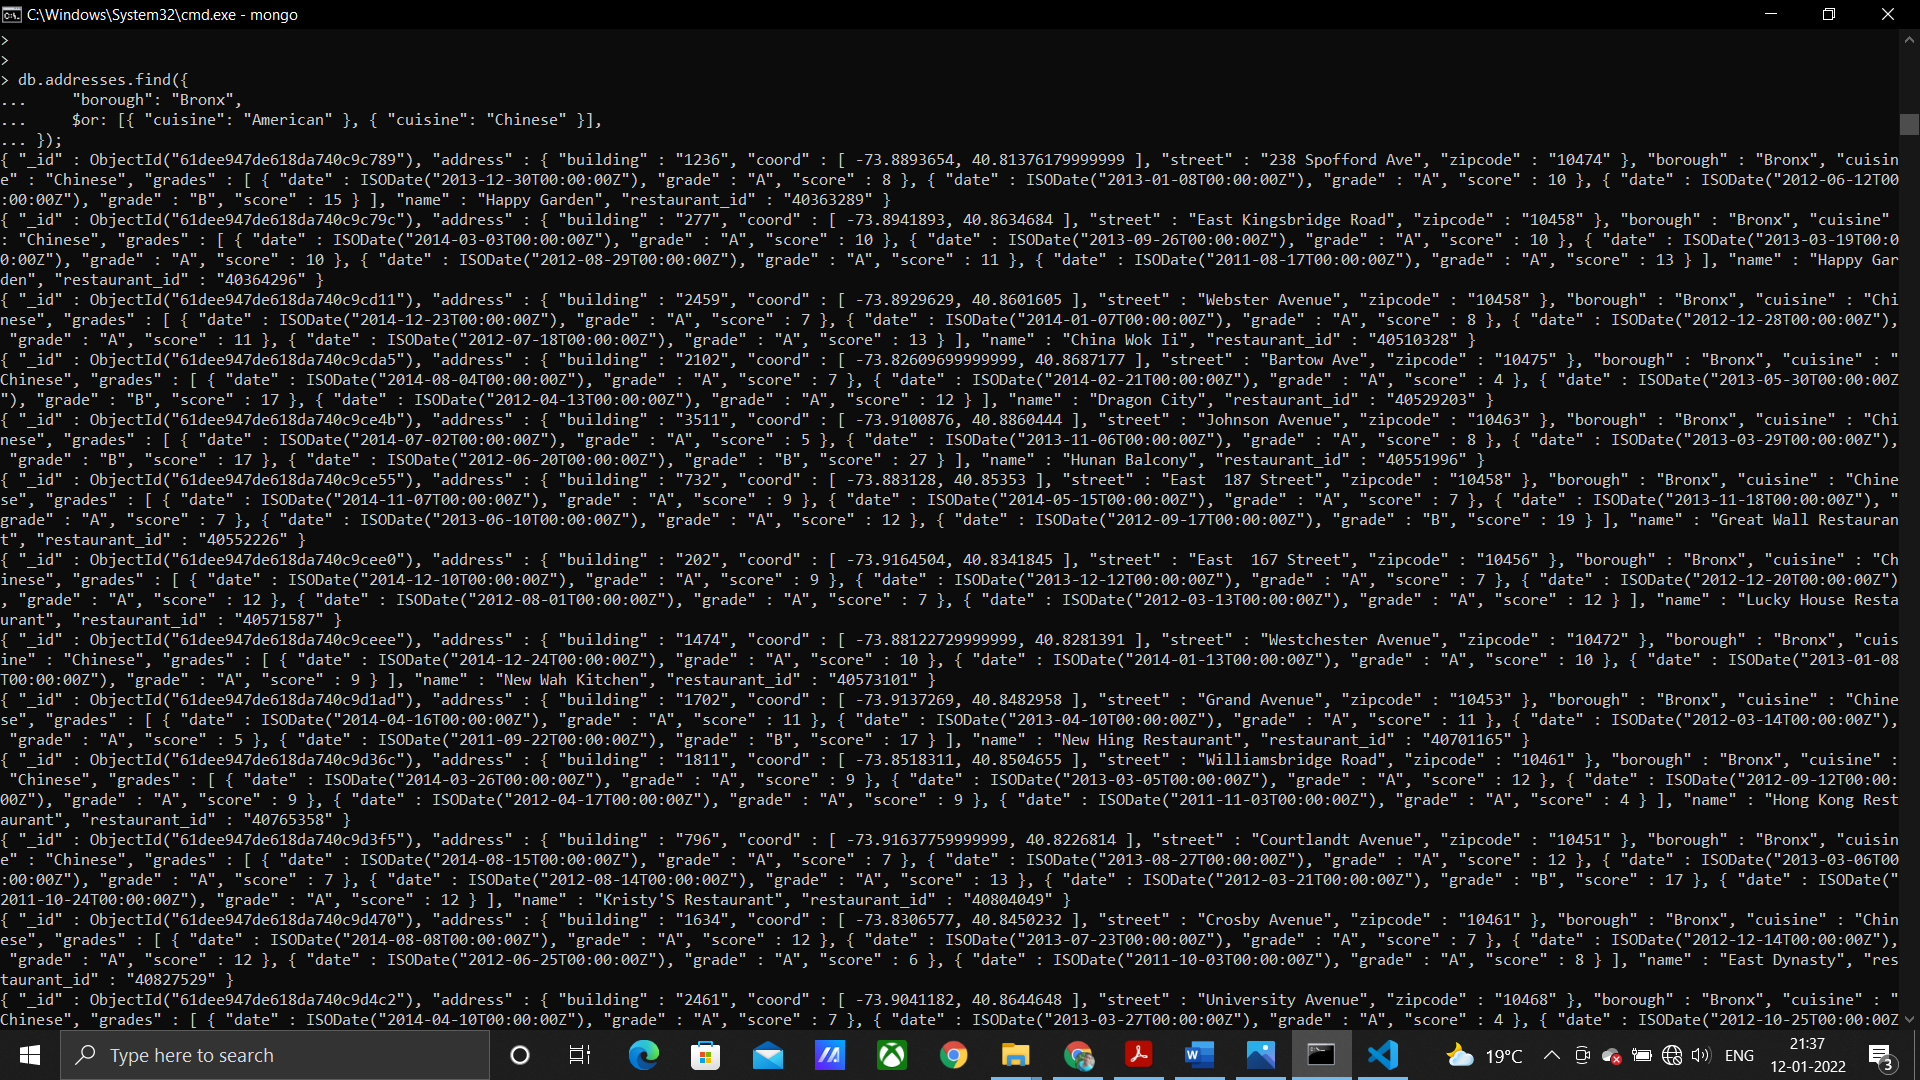 C:\Windows\System32\cmd.exe - mongo
>
>
> db.addresses.find({
...     "borough": "Bronx",
...     $or: [{ "cuisine": "American" }, { "cuisine": "Chinese" }],
... });
{ "_id" : ObjectId("61dee947de618da740c9c789"), "address" : { "building" : "1236", "coord" : [ -73.8893654, 40.81376179999999 ], "street" : "238 Spofford Ave", "zipcode" : "10474" }, "borough" : "Bronx", "cuisin
e" : "Chinese", "grades" : [ { "date" : ISODate("2013-12-30T00:00:00Z"), "grade" : "A", "score" : 8 }, { "date" : ISODate("2013-01-08T00:00:00Z"), "grade" : "A", "score" : 10 }, { "date" : ISODate("2012-06-12T00
:00:00Z"), "grade" : "B", "score" : 15 } ], "name" : "Happy Garden", "restaurant_id" : "40363289" }
{ "_id" : ObjectId("61dee947de618da740c9c79c"), "address" : { "building" : "277", "coord" : [ -73.8941893, 40.8634684 ], "street" : "East Kingsbridge Road", "zipcode" : "10458" }, "borough" : "Bronx", "cuisine"
: "Chinese", "grades" : [ { "date" : ISODate("2014-03-03T00:00:00Z"), "grade" : "A", "score" : 10 }, { "date" : ISODate("2013-09-26T00:00:00Z"), "grade" : "A", "score" : 10 }, { "date" : ISODate("2013-03-19T00:0
0:00Z"), "grade" : "A", "score" : 10 }, { "date" : ISODate("2012-08-29T00:00:00Z"), "grade" : "A", "score" : 11 }, { "date" : ISODate("2011-08-17T00:00:00Z"), "grade" : "A", "score" : 13 } ], "name" : "Happy Gar
den", "restaurant_id" : "40364296" }
{ "_id" : ObjectId("61dee947de618da740c9cd11"), "address" : { "building" : "2459", "coord" : [ -73.8929629, 40.8601605 ], "street" : "Webster Avenue", "zipcode" : "10458" }, "borough" : "Bronx", "cuisine" : "Chi
nese", "grades" : [ { "date" : ISODate("2014-12-23T00:00:00Z"), "grade" : "A", "score" : 7 }, { "date" : ISODate("2014-01-07T00:00:00Z"), "grade" : "A", "score" : 8 }, { "date" : ISODate("2012-12-28T00:00:00Z"),
 "grade" : "A", "score" : 11 }, { "date" : ISODate("2012-07-18T00:00:00Z"), "grade" : "A", "score" : 13 } ], "name" : "China Wok Ii", "restaurant_id" : "40510328" }
{ "_id" : ObjectId("61dee947de618da740c9cda5"), "address" : { "building" : "2102", "coord" : [ -73.82609699999999, 40.8687177 ], "street" : "Bartow Ave", "zipcode" : "10475" }, "borough" : "Bronx", "cuisine" : "
Chinese", "grades" : [ { "date" : ISODate("2014-08-04T00:00:00Z"), "grade" : "A", "score" : 7 }, { "date" : ISODate("2014-02-21T00:00:00Z"), "grade" : "A", "score" : 4 }, { "date" : ISODate("2013-05-30T00:00:00Z
"), "grade" : "B", "score" : 17 }, { "date" : ISODate("2012-04-13T00:00:00Z"), "grade" : "A", "score" : 12 } ], "name" : "Dragon City", "restaurant_id" : "40529203" }
{ "_id" : ObjectId("61dee947de618da740c9ce4b"), "address" : { "building" : "3511", "coord" : [ -73.9100876, 40.8860444 ], "street" : "Johnson Avenue", "zipcode" : "10463" }, "borough" : "Bronx", "cuisine" : "Chi
nese", "grades" : [ { "date" : ISODate("2014-07-02T00:00:00Z"), "grade" : "A", "score" : 5 }, { "date" : ISODate("2013-11-06T00:00:00Z"), "grade" : "A", "score" : 8 }, { "date" : ISODate("2013-03-29T00:00:00Z"),
 "grade" : "B", "score" : 17 }, { "date" : ISODate("2012-06-20T00:00:00Z"), "grade" : "B", "score" : 27 } ], "name" : "Hunan Balcony", "restaurant_id" : "40551996" }
{ "_id" : ObjectId("61dee947de618da740c9ce55"), "address" : { "building" : "732", "coord" : [ -73.883128, 40.85353 ], "street" : "East  187 Street", "zipcode" : "10458" }, "borough" : "Bronx", "cuisine" : "Chine
se", "grades" : [ { "date" : ISODate("2014-11-07T00:00:00Z"), "grade" : "A", "score" : 9 }, { "date" : ISODate("2014-05-15T00:00:00Z"), "grade" : "A", "score" : 7 }, { "date" : ISODate("2013-11-18T00:00:00Z"), "
grade" : "A", "score" : 7 }, { "date" : ISODate("2013-06-10T00:00:00Z"), "grade" : "A", "score" : 12 }, { "date" : ISODate("2012-09-17T00:00:00Z"), "grade" : "B", "score" : 19 } ], "name" : "Great Wall Restauran
t", "restaurant_id" : "40552226" }
{ "_id" : ObjectId("61dee947de618da740c9cee0"), "address" : { "building" : "202", "coord" : [ -73.9164504, 40.8341845 ], "street" : "East  167 Street", "zipcode" : "10456" }, "borough" : "Bronx", "cuisine" : "Ch
inese", "grades" : [ { "date" : ISODate("2014-12-10T00:00:00Z"), "grade" : "A", "score" : 9 }, { "date" : ISODate("2013-12-12T00:00:00Z"), "grade" : "A", "score" : 7 }, { "date" : ISODate("2012-12-20T00:00:00Z")
, "grade" : "A", "score" : 12 }, { "date" : ISODate("2012-08-01T00:00:00Z"), "grade" : "A", "score" : 7 }, { "date" : ISODate("2012-03-13T00:00:00Z"), "grade" : "A", "score" : 12 } ], "name" : "Lucky House Resta
urant", "restaurant_id" : "40571587" }
{ "_id" : ObjectId("61dee947de618da740c9ceee"), "address" : { "building" : "1474", "coord" : [ -73.88122729999999, 40.8281391 ], "street" : "Westchester Avenue", "zipcode" : "10472" }, "borough" : "Bronx", "cuis
ine" : "Chinese", "grades" : [ { "date" : ISODate("2014-12-24T00:00:00Z"), "grade" : "A", "score" : 10 }, { "date" : ISODate("2014-01-13T00:00:00Z"), "grade" : "A", "score" : 10 }, { "date" : ISODate("2013-01-08
T00:00:00Z"), "grade" : "A", "score" : 9 } ], "name" : "New Wah Kitchen", "restaurant_id" : "40573101" }
{ "_id" : ObjectId("61dee947de618da740c9d1ad"), "address" : { "building" : "1702", "coord" : [ -73.9137269, 40.8482958 ], "street" : "Grand Avenue", "zipcode" : "10453" }, "borough" : "Bronx", "cuisine" : "Chine
se", "grades" : [ { "date" : ISODate("2014-04-16T00:00:00Z"), "grade" : "A", "score" : 11 }, { "date" : ISODate("2013-04-10T00:00:00Z"), "grade" : "A", "score" : 11 }, { "date" : ISODate("2012-03-14T00:00:00Z"),
 "grade" : "A", "score" : 5 }, { "date" : ISODate("2011-09-22T00:00:00Z"), "grade" : "B", "score" : 17 } ], "name" : "New Hing Restaurant", "restaurant_id" : "40701165" }
{ "_id" : ObjectId("61dee947de618da740c9d36c"), "address" : { "building" : "1811", "coord" : [ -73.8518311, 40.8504655 ], "street" : "Williamsbridge Road", "zipcode" : "10461" }, "borough" : "Bronx", "cuisine" :
 "Chinese", "grades" : [ { "date" : ISODate("2014-03-26T00:00:00Z"), "grade" : "A", "score" : 9 }, { "date" : ISODate("2013-03-05T00:00:00Z"), "grade" : "A", "score" : 12 }, { "date" : ISODate("2012-09-12T00:00:
00Z"), "grade" : "A", "score" : 9 }, { "date" : ISODate("2012-04-17T00:00:00Z"), "grade" : "A", "score" : 9 }, { "date" : ISODate("2011-11-03T00:00:00Z"), "grade" : "A", "score" : 4 } ], "name" : "Hong Kong Rest
aurant", "restaurant_id" : "40765358" }
{ "_id" : ObjectId("61dee947de618da740c9d3f5"), "address" : { "building" : "796", "coord" : [ -73.91637759999999, 40.8226814 ], "street" : "Courtlandt Avenue", "zipcode" : "10451" }, "borough" : "Bronx", "cuisin
e" : "Chinese", "grades" : [ { "date" : ISODate("2014-08-15T00:00:00Z"), "grade" : "A", "score" : 7 }, { "date" : ISODate("2013-08-27T00:00:00Z"), "grade" : "A", "score" : 12 }, { "date" : ISODate("2013-03-06T00
:00:00Z"), "grade" : "A", "score" : 7 }, { "date" : ISODate("2012-08-14T00:00:00Z"), "grade" : "A", "score" : 13 }, { "date" : ISODate("2012-03-21T00:00:00Z"), "grade" : "B", "score" : 17 }, { "date" : ISODate("
2011-10-24T00:00:00Z"), "grade" : "A", "score" : 12 } ], "name" : "Kristy'S Restaurant", "restaurant_id" : "40804049" }
{ "_id" : ObjectId("61dee947de618da740c9d470"), "address" : { "building" : "1634", "coord" : [ -73.8306577, 40.8450232 ], "street" : "Crosby Avenue", "zipcode" : "10461" }, "borough" : "Bronx", "cuisine" : "Chin
ese", "grades" : [ { "date" : ISODate("2014-08-08T00:00:00Z"), "grade" : "A", "score" : 12 }, { "date" : ISODate("2013-07-23T00:00:00Z"), "grade" : "A", "score" : 7 }, { "date" : ISODate("2012-12-14T00:00:00Z"),
 "grade" : "A", "score" : 12 }, { "date" : ISODate("2012-06-25T00:00:00Z"), "grade" : "A", "score" : 6 }, { "date" : ISODate("2011-10-03T00:00:00Z"), "grade" : "A", "score" : 8 } ], "name" : "East Dynasty", "res
taurant_id" : "40827529" }
{ "_id" : ObjectId("61dee947de618da740c9d4c2"), "address" : { "building" : "2461", "coord" : [ -73.9041182, 40.8644648 ], "street" : "University Avenue", "zipcode" : "10468" }, "borough" : "Bronx", "cuisine" : "
Chinese", "grades" : [ { "date" : ISODate("2014-04-10T00:00:00Z"), "grade" : "A", "score" : 7 }, { "date" : ISODate("2013-03-27T00:00:00Z"), "grade" : "A", "score" : 4 }, { "date" : ISODate("2012-10-25T00:00:00Z
Type here to search
19°C
ENG
21:37
12-01-2022
3